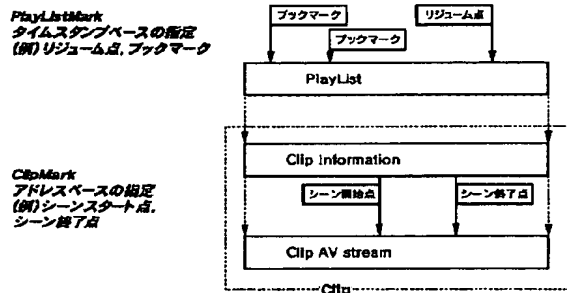 PlayListMark
タイムスタンプベースの指定
(例)リジューム点,ブックマーク
ブックマーク
ブックマーク
リジューム点
PlayList
ClipMark
アドレスベースの指定
(例)シーンスタート点,
シーン終了点
Clip Information
シーン開始点
シーン終了点
Clip AV stream
Clip